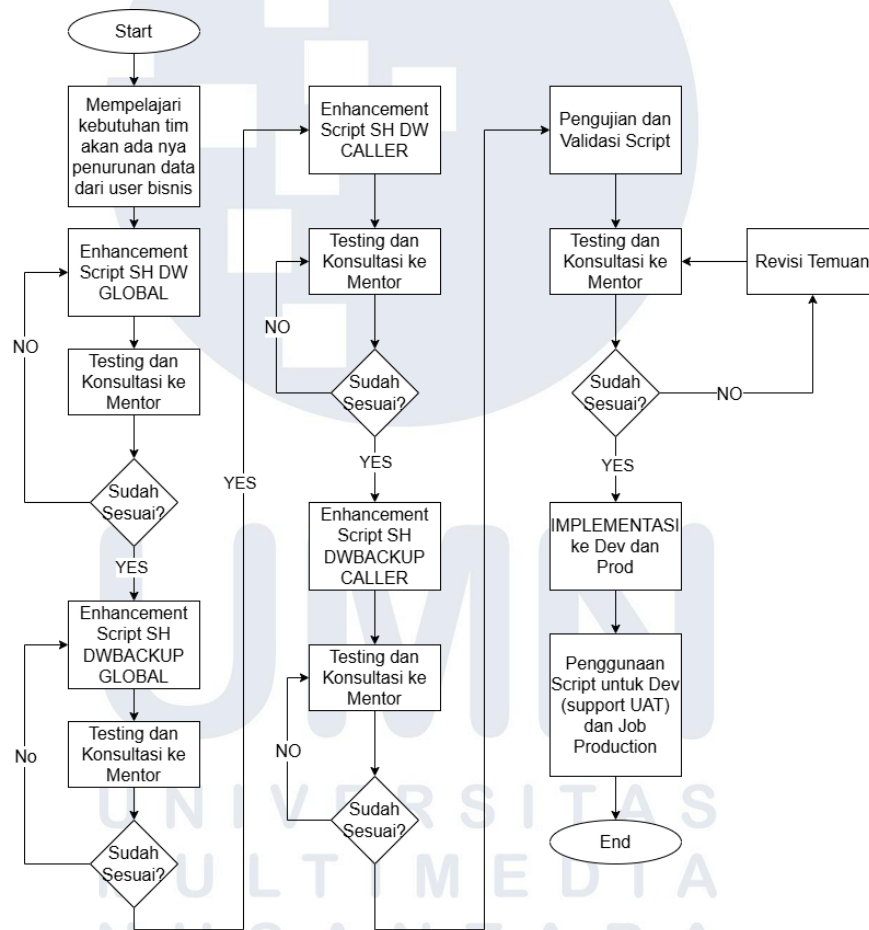 Start
Mempelajari
kebutuhan tim
akan ada nya
penurunan data
dari user bisnis
Enhancement
Script SH DW
GLOBAL
NO
Testing dan
Konsultasi ke
Mentor
Sudah
Sesuai?
YES
Enhancement
Script SH
DWBACKUP
GLOBAL
No
Testing dan
Konsultasi ke
Mentor
Sudah
Sesuai?
YES
Enhancement
Script SH DW
CALLER
Testing dan
Konsultasi ke
Mentor
NO
Sudah
Sesuai?
YES
Enhancement
Script SH
DWBACKUP
CALLER
Testing dan
Konsultasi ke
Mentor
NO
Sudah
Sesuai?
Pengujian dan
Validasi Script
Testing dan
Konsultasi ke
Mentor
Revisi Temuan
Sudah
Sesuai?
NO
YES
IMPLEMENTASI
ke Dev dan
Prod
Penggunaan
Script untuk Dev
(support UAT)
dan Job
Production
End
UMN
UNIVERSITAS
MULTIMEDIA
NUSANTARA